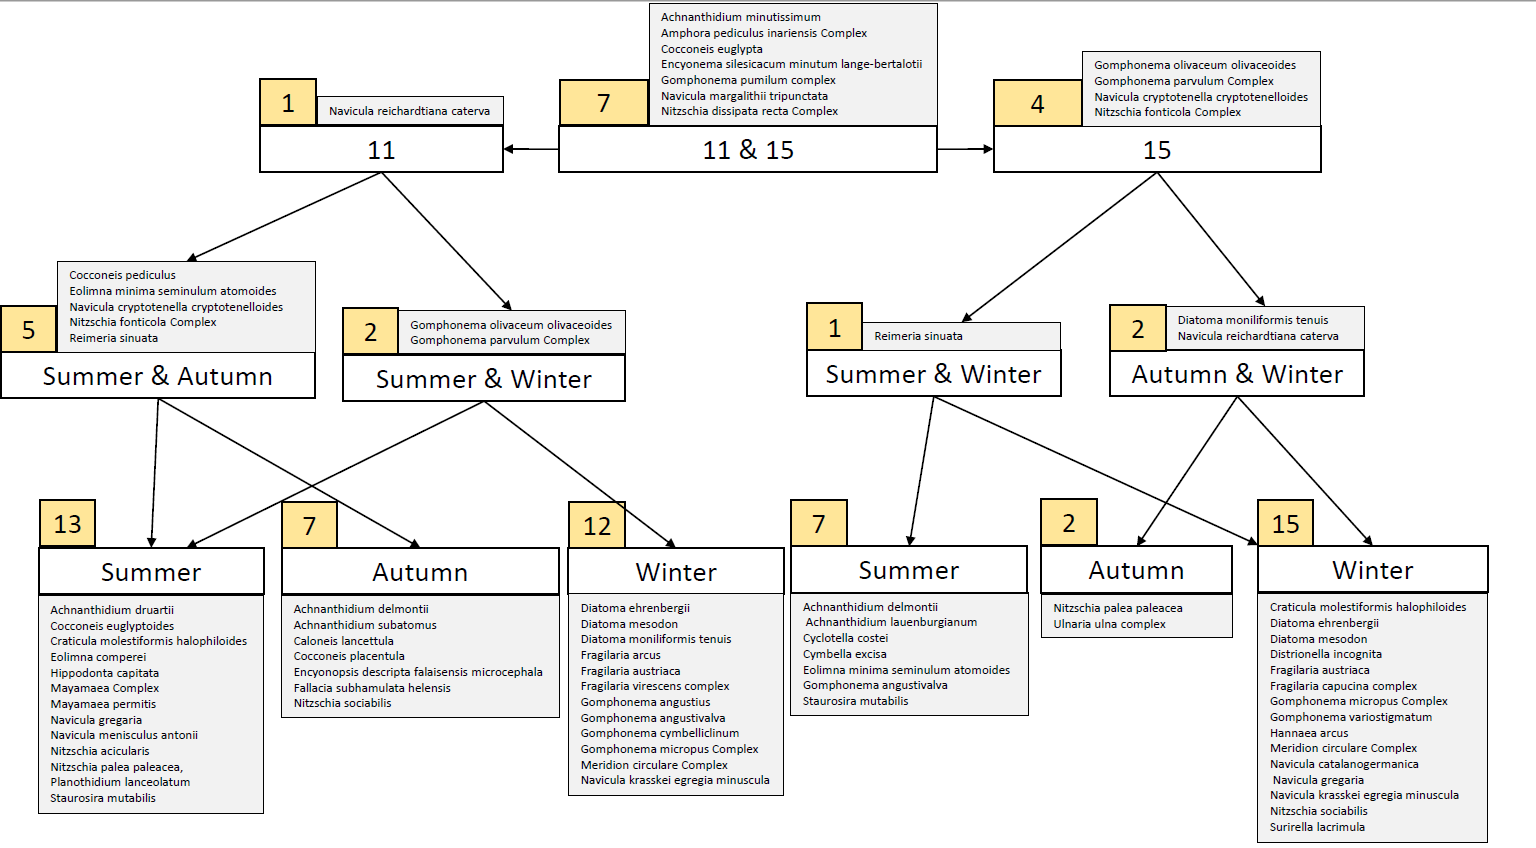 Achnanthidium minutissimum
Amphora pediculus inariensis Complex
Cocconeis euglypta
Encyonema silesicacum minutum lange-bertalotii
Gomphonema pumilum complex
Navicula margalithii tripunctata
Nitzschia dissipata recta Complex
7
11 & 15
1
Navicula reichardtiana caterva
11
4
Gomphonema olivaceum olivaceoides
Gomphonema parvulum Complex
Navicula cryptotenella cryptotenelloides
Nitzschia fonticola Complex
15
5
Cocconeis pediculus
Eolimna minima seminulum atomoides
Navicula cryptotenella cryptotenelloides
Nitzschia fonticola Complex
Reimeria sinuata
Summer & Autumn
2
Gomphonema olivaceum olivaceoides
Gomphonema parvulum Complex
Summer & Winter
1
Reimeria sinuata
Summer & Winter
2
Diatoma moniliformis tenuis
Navicula reichardtiana caterva
Autumn & Winter
13
Summer
Achnanthidium druartii
Cocconeis euglyptoides
Craticula molestiformis halophiloides
Eolimna comperei
Hippodonta capitata
Mayamaea Complex
Mayamaea permitis
Navicula gregaria
Navicula menisculus antonii
Nitzschia acicularis
Nitzschia palea paleacea,
Planothidium lanceolatum
Staurosira mutabilis
7
Autumn
Achnanthidium delmontii
Achnanthidium subatomus
Caloneis lancettula
Cocconeis placentula
Encyonopsis descripta falaisensis microcephala
Fallacia subhamulata helensis
Nitzschia sociabilis
12
Winter
Diatoma ehrenbergii
Diatoma mesodon
Diatoma moniliformis tenuis
Fragilaria arcus
Fragilaria austriaca
Fragilaria virescens complex
Gomphonema angustius
Gomphonema angustivalva
Gomphonema cymbelliclinum
Gomphonema micropus Complex
Meridion circulare Complex
Navicula krasskei egregia minuscula
7
Summer
Achnanthidium delmontii
Achnanthidium lauenburgianum
Cyclotella costei
Cymbella excisa
Eolimna minima seminulum atomoides
Gomphonema angustivalva
Staurosira mutabilis
2
Autumn
Nitzschia palea paleacea
Ulnaria ulna complex
15
Winter
Craticula molestiformis halophiloides
Diatoma ehrenbergii
Diatoma mesodon
Distrionella incognita
Fragilaria austriaca
Fragilaria capucina complex
Gomphonema micropus Complex
Gomphonema variostigmatum
Hannaea arcus
Meridion circulare Complex
Navicula catalanogermanica
Navicula gregaria
Navicula krasskei egregia minuscula
Nitzschia sociabilis
Surirella lacrimula